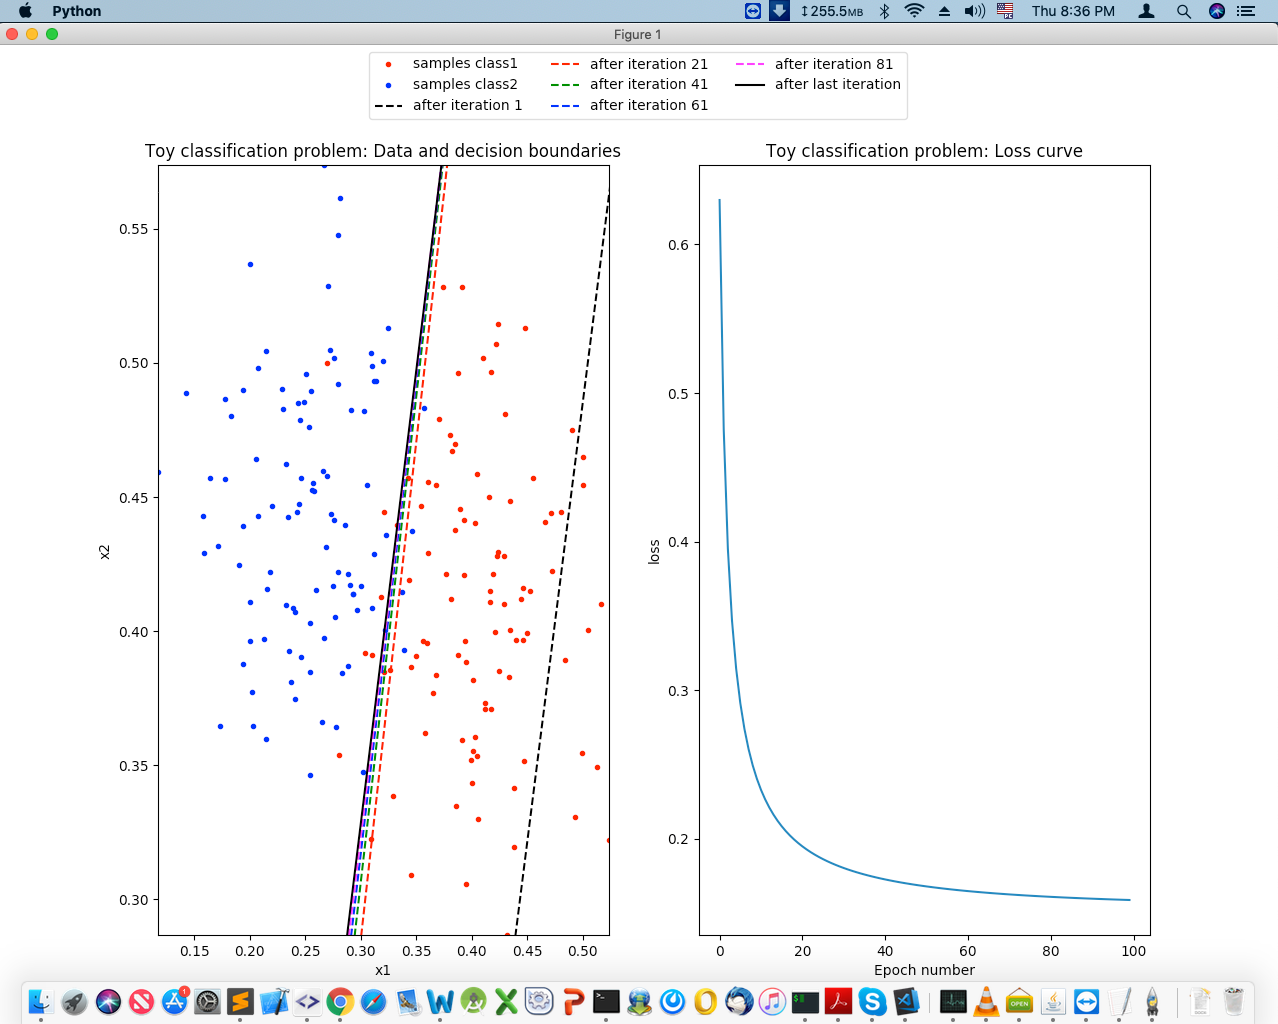 Python 255.5MB Thu 8:36 PM
Figure 1
samples class1
samples class2
after iteration 1
after iteration 21
after iteration 41
after iteration 61
after iteration 81
after last iteration
Toy classification problem: Data and decision boundaries
0.55
0.50
0.45
0.40
0.35
0.30
x2
0.15 0.20 0.25 0.30 0.35 0.40 0.45 0.50
x1
Toy classification problem: Loss curve
0.6
0.5
0.4
0.3
0.2
loss
0 20 40 60 80 100
Epoch number
1
OPEN